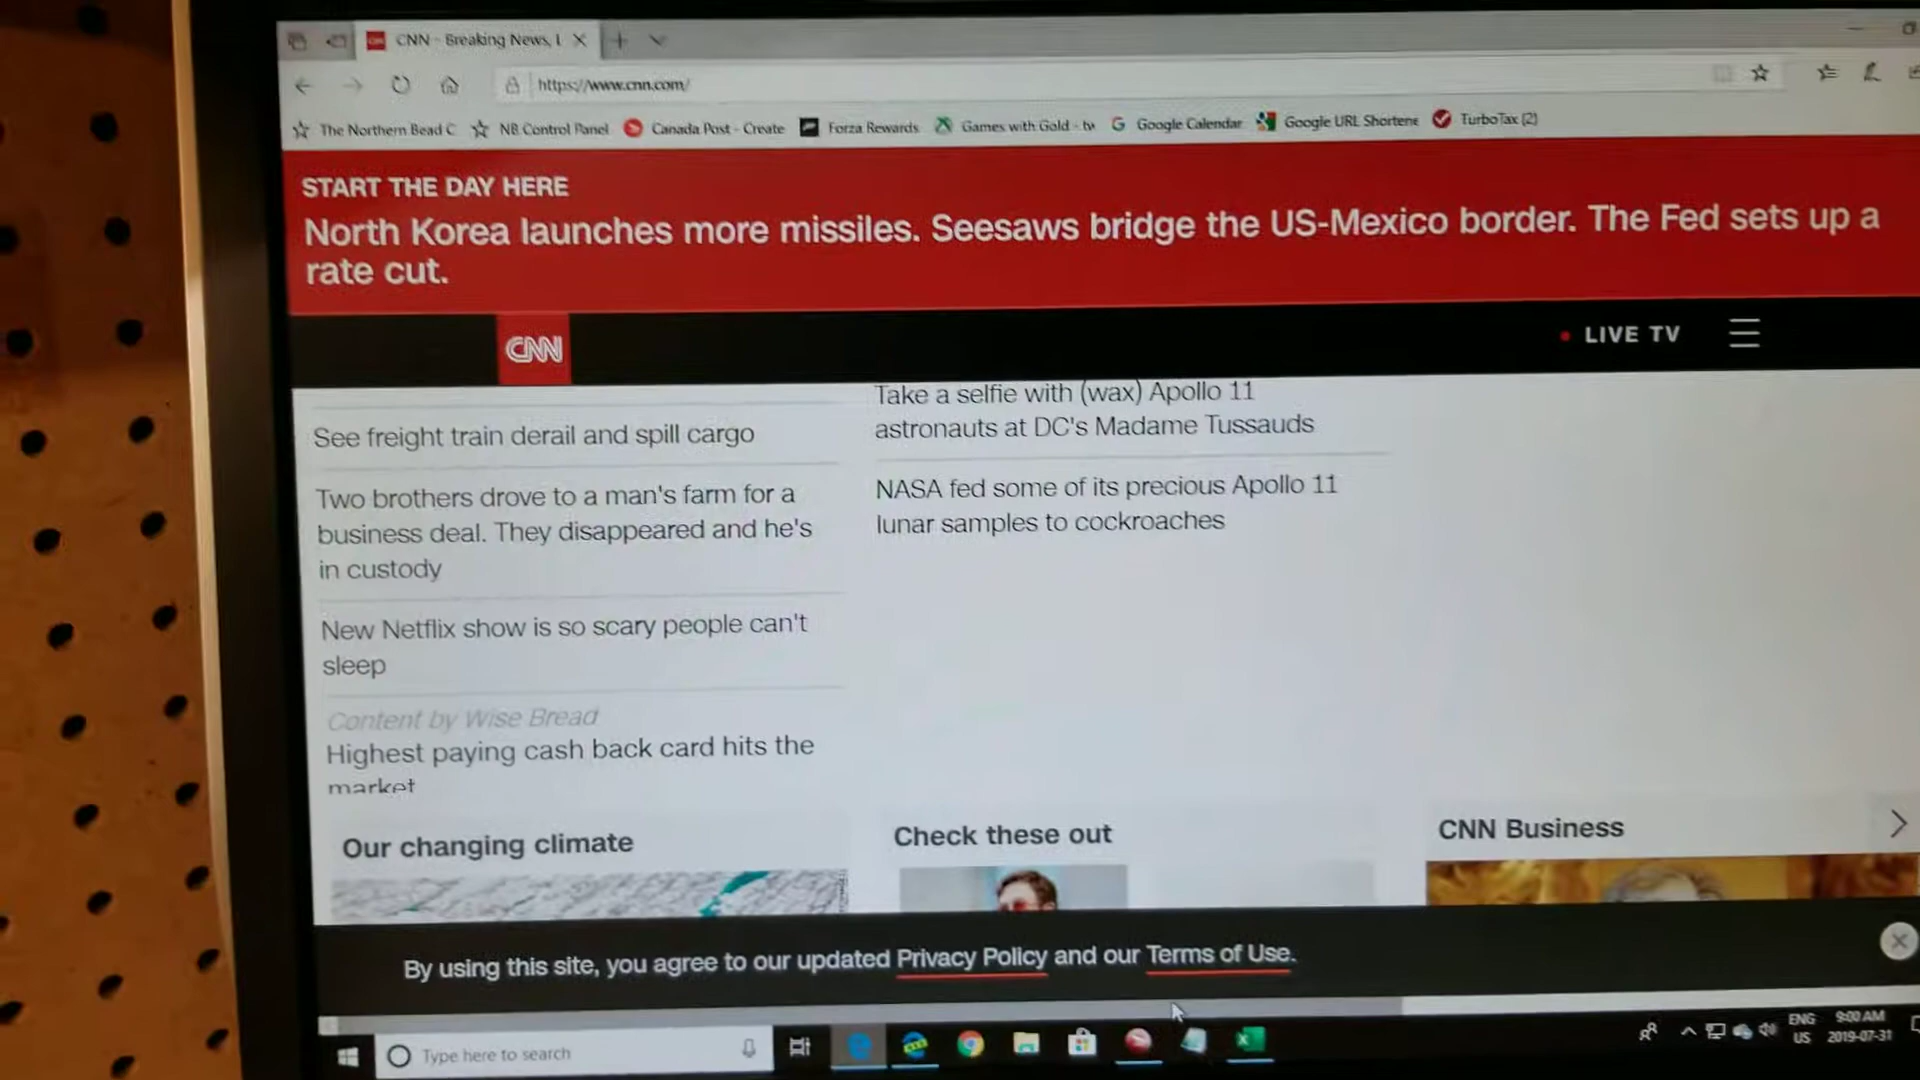 CNN - Breaking News, L
https://www.cnn.com/
The Northern Bead C NB Control Panel Canada Post - Create Forza Rewards Games with Gold - tw Google Calendar Google URL Shortene TurboTax (2)
START THE DAY HERE
North Korea launches more missiles. Seesaws bridge the US-Mexico border. The Fed sets up a
rate cut.
CNN
LIVE TV
See freight train derail and spill cargo
Two brothers drove to a man's farm for a
business deal. They disappeared and he's
in custody
New Netflix show is so scary people can't
sleep
Content by Wise Bread
Highest paying cash back card hits the
market
Take a selfie with (wax) Apollo 11
astronauts at DC's Madame Tussauds
NASA fed some of its precious Apollo 11
lunar samples to cockroaches
Our changing climate
Check these out
CNN Business
By using this site, you agree to our updated Privacy Policy and our Terms of Use.
Type here to search
ENG
US
9:00 AM
2019-07-31